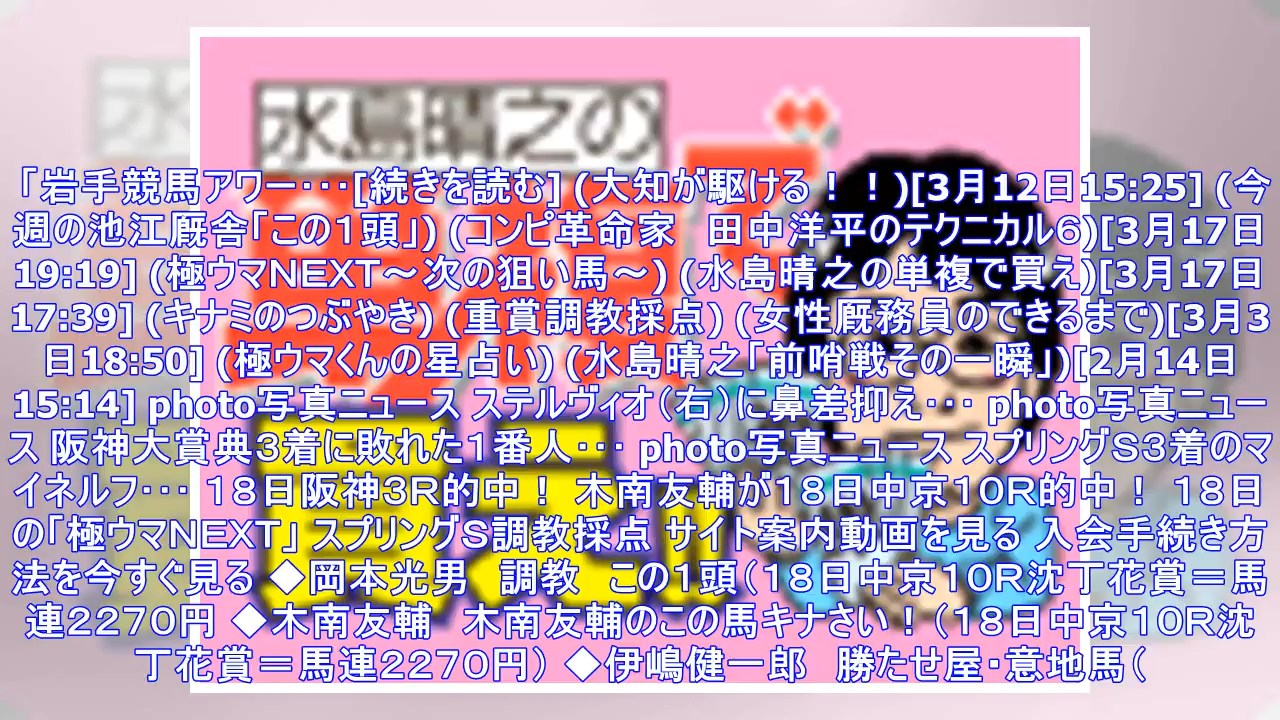 水島晴之の
「岩手競馬アワー･･･[続きを読む] (大知が駆ける！！)[3月12日15:25] (今
週の池江厩舎「この１頭」) (コンピ革命家　田中洋平のテクニカル６)[3月17日
19:19] (極ウマNEXT～次の狙い馬～) (水島晴之の単複で買え)[3月17日
17:39] (キナミのつぶやき) (重賞調教採点) (女性厩務員のできるまで)[3月3
日18:50] (極ウマくんの星占い) (水島晴之「前哨戦その一瞬」)[2月14日
15:14] photo写真ニュース ステルヴィオ（右）に鼻差抑え･･･ photo写真ニュー
ス 阪神大賞典３着に敗れた１番人･･･ photo写真ニュース スプリングＳ３着のマ
イネルフ･･･ １８日阪神３Ｒ的中！ 木南友輔が１８日中京１０Ｒ的中！ １８日
の「極ウマNEXT」 スプリングＳ調教採点 サイト案内動画を見る 入会手続き方
法を今すぐ見る ◆岡本光男　調教　この１頭（１８日中京１０Ｒ沈丁花賞＝馬
連２２７０円 ◆木南友輔　木南友輔のこの馬キナさい！（１８日中京１０Ｒ沈
丁花賞＝馬連２２７０円） ◆伊嶋健一郎　勝たせ屋・意地馬（